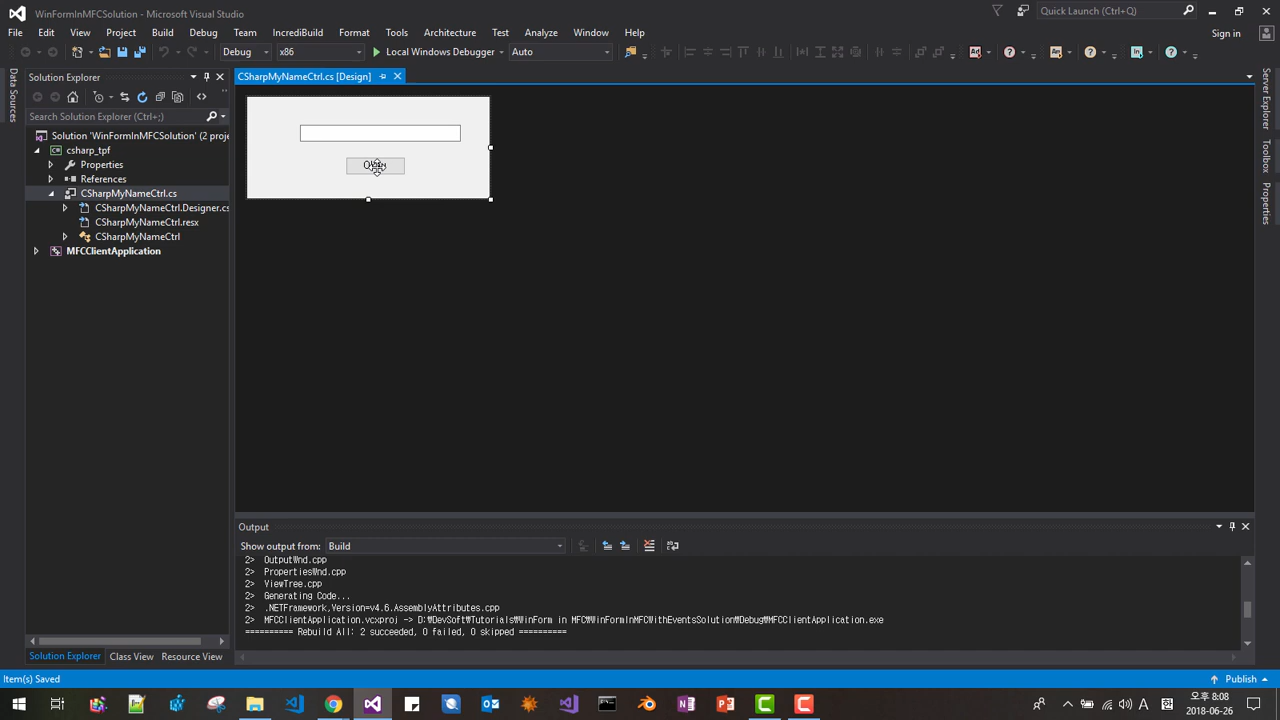 WinFormInMFCSolution - Microsoft Visual Studio
Quick Launch (Ctrl+Q)
File Edit View Project Build Debug Team IncrediBuild Format Tools Architecture Test Analyze Window Help
Sign in
Debug x86 Local Windows Debugger Auto
Data Sources
Solution Explorer
Search Solution Explorer (Ctrl+;)
Solution 'WinFormInMFCSolution' (2 proje
csharp_tpf
Properties
References
CSharpMyNameCtrl.cs
CSharpMyNameCtrl.Designer.cs
CSharpMyNameCtrl.resx
CSharpMyNameCtrl
MFCClientApplication
CSharpMyNameCtrl.cs [Design]
Server Explorer
Toolbox
Properties
Output
Show output from: Build
2> OutputWnd.cpp
2> PropertiesWnd.cpp
2> ViewTree.cpp
2> Generating Code...
2> .NETFramework,Version=v4.6.AssemblyAttributes.cpp
2> MFCClientApplication.vcxproj -> D:₩DevSoft₩Tutorials₩WinForm in MFC₩WinFormInMFCWithEventsSolution₩Debug₩MFCClientApplication.exe
========== Rebuild All: 2 succeeded, 0 failed, 0 skipped ==========
Solution Explorer Class View Resource View
Item(s) Saved
Publish
오후 8:08
2018-06-26